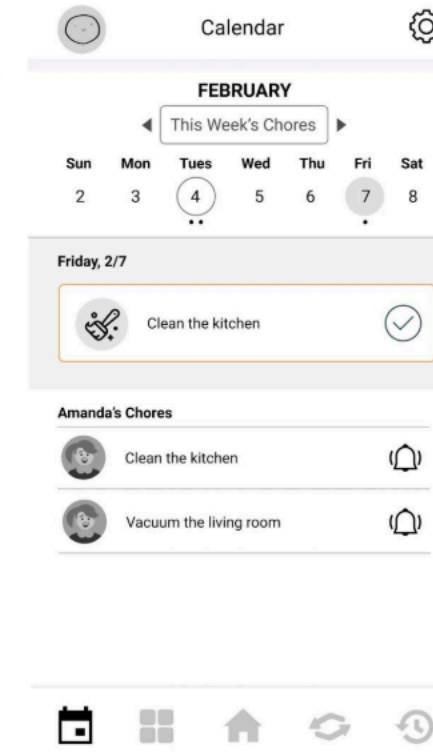 Calendar
FEBRUARY
This Week's Chores
Sun Mon Tues Wed Thu Fri Sat
2 3 4 5 6 7 8
Friday, 2/7
Clean the kitchen
Amanda's Chores
Clean the kitchen
Vacuum the living room